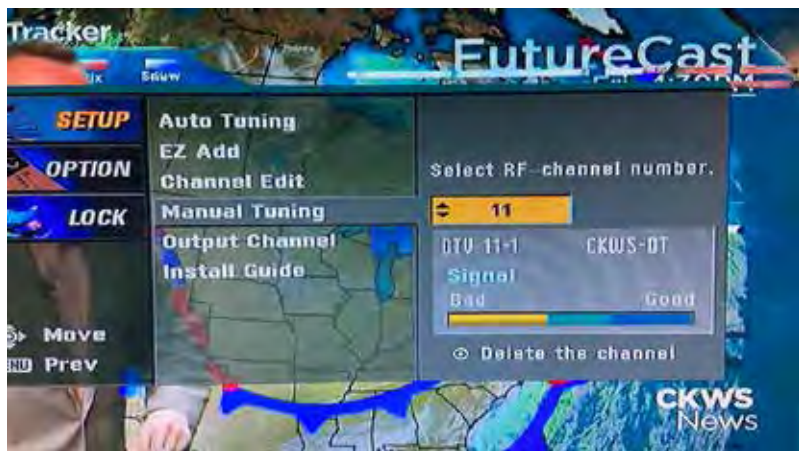 Tracker
FutureCast
Snow
SETUP
OPTION
LOCK
Move
Prev
Auto Tuning
EZ Add
Channel Edit
Manual Tuning
Output Channel
Install Guide
Select RF-channel number.
11
DTV 11-1 CKWS-DT
Signal
Bad Good
Delete the channel
CKWS
News